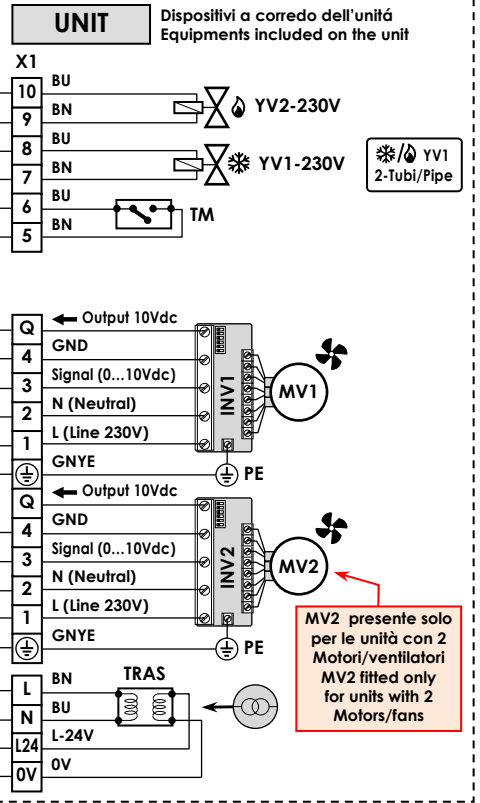 UNIT
Dispositivi a corredo dell'unitá
Equipments included on the unit
X1
10 BU
9 BN
YV2-230V
8 BU
7 BN
YV1-230V
YV1
2-Tubi/Pipe
6 BU
5 BN
TM
Q Output 10Vdc
4 GND
3 Signal (0...10Vdc)
2 N (Neutral)
1 L (Line 230V)
GNYE
INV1
MV1
PE
Q Output 10Vdc
4 GND
3 Signal (0...10Vdc)
2 N (Neutral)
1 L (Line 230V)
GNYE
INV2
MV2
PE
MV2 presente solo
per le unità con 2
Motori/ventilatori
MV2 fitted only
for units with 2
Motors/fans
L BN
N BU
L24 L-24V
0V 0V
TRAS